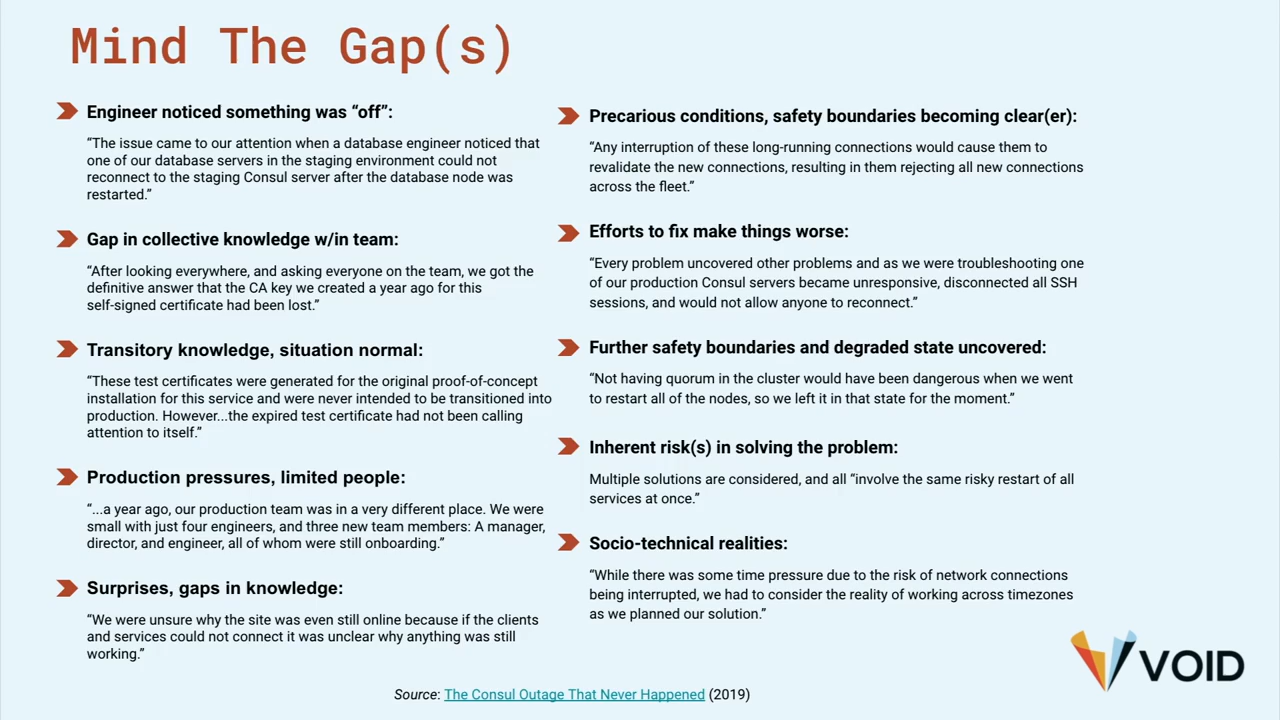 Mind The Gap(s)
Engineer noticed something was “off”:
“The issue came to our attention when a database engineer noticed that
one of our database servers in the staging environment could not
reconnect to the staging Consul server after the database node was
restarted.”
Gap in collective knowledge w/in team:
“After looking everywhere, and asking everyone on the team, we got the
definitive answer that the CA key we created a year ago for this
self-signed certificate had been lost.”
Transitory knowledge, situation normal:
“These test certificates were generated for the original proof-of-concept
installation for this service and were never intended to be transitioned into
production. However...the expired test certificate had not been calling
attention to itself.”
Production pressures, limited people:
“...a year ago, our production team was in a very different place. We were
small with just four engineers, and three new team members: A manager,
director, and engineer, all of whom were still onboarding.”
Surprises, gaps in knowledge:
“We were unsure why the site was even still online because if the clients
and services could not connect it was unclear why anything was still
working.”
Precarious conditions, safety boundaries becoming clear(er):
“Any interruption of these long-running connections would cause them to
revalidate the new connections, resulting in them rejecting all new connections
across the fleet.”
Efforts to fix make things worse:
“Every problem uncovered other problems and as we were troubleshooting one
of our production Consul servers became unresponsive, disconnected all SSH
sessions, and would not allow anyone to reconnect.”
Further safety boundaries and degraded state uncovered:
“Not having quorum in the cluster would have been dangerous when we went
to restart all of the nodes, so we left it in that state for the moment.”
Inherent risk(s) in solving the problem:
Multiple solutions are considered, and all “involve the same risky restart of all
services at once.”
Socio-technical realities:
“While there was some time pressure due to the risk of network connections
being interrupted, we had to consider the reality of working across timezones
as we planned our solution.”
VOID
Source: The Consul Outage That Never Happened (2019)